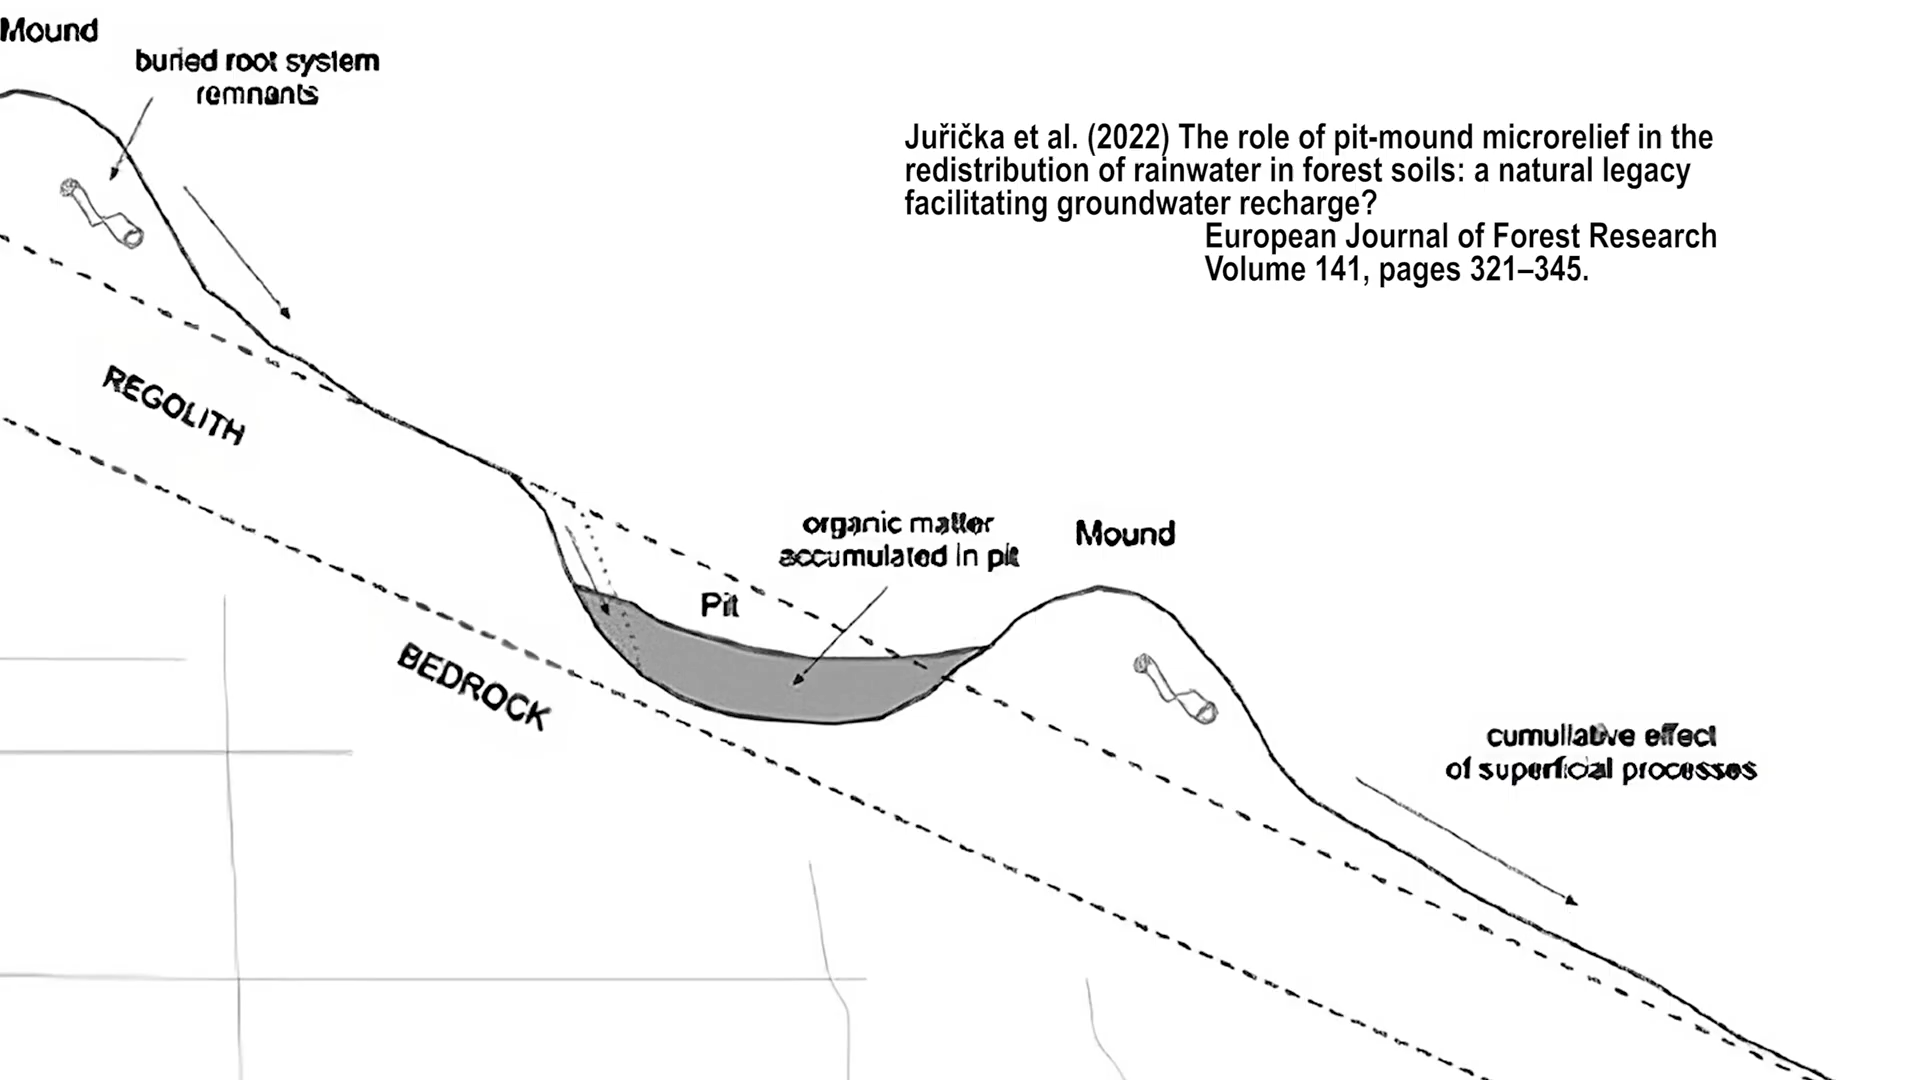 Mound
buried root system
remnants
Juřička et al. (2022) The role of pit-mound microrelief in the
redistribution of rainwater in forest soils: a natural legacy
facilitating groundwater recharge?
European Journal of Forest Research
Volume 141, pages 321–345.
REGOLITH
organic matter
accumulated in pit
Mound
Pit
BEDROCK
cumullative effect
of superficial processes